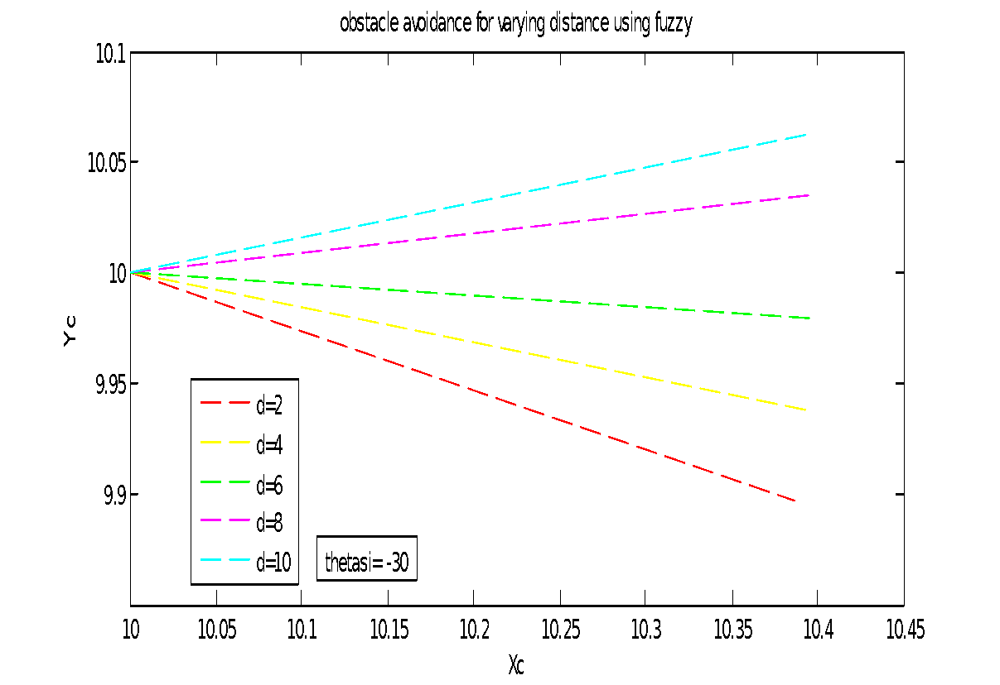 obstacle avoidance for varying distance using fuzzy
10.1
10.05
10
9.95
9.9
Yc
d=2
d=4
d=6
d=8
d=10
thetasi= -30
10 10.05 10.1 10.15 10.2 10.25 10.3 10.35 10.4 10.45
Xc